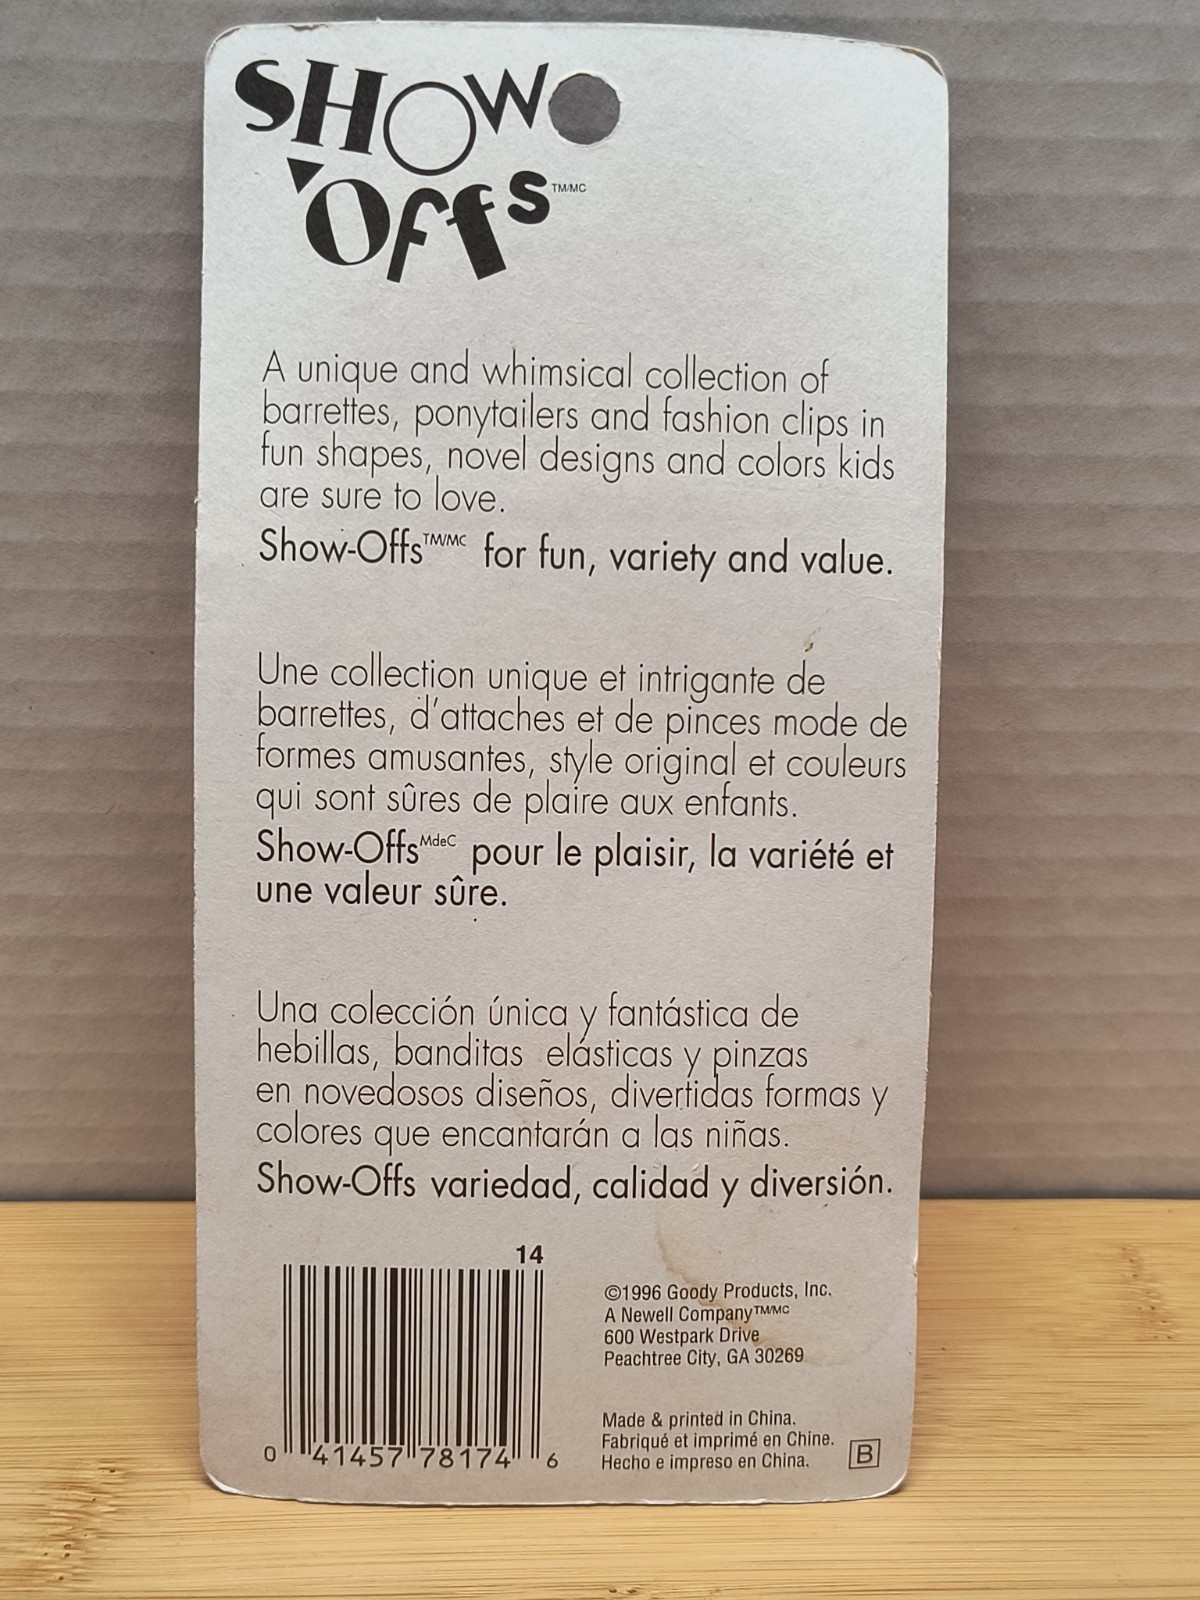 SHOW
OFFS TM/MC
A unique and whimsical collection of
barrettes, ponytailers and fashion clips in
fun shapes, novel designs and colors kids
are sure to love.
Show-Offs™/MC for fun, variety and value.
Une collection unique et intrigante de
barrettes, d'attaches et de pinces mode de
formes amusantes, style original et couleurs
qui sont sûres de plaire aux enfants.
Show-OffsMdeC pour le plaisir, la variété et
une valeur sûre.
Una colección única y fantástica de
hebillas, banditas elásticas y pinzas
en novedosos diseños, divertidas formas y
colores que encantarán a las niñas.
Show-Offs variedad, calidad y diversión.
14
0 41457 78174 6
©1996 Goody Products, Inc.
A Newell Company™/MC
600 Westpark Drive
Peachtree City, GA 30269
Made & printed in China.
Fabriqué et imprimé en Chine.
Hecho e impreso en China.
B